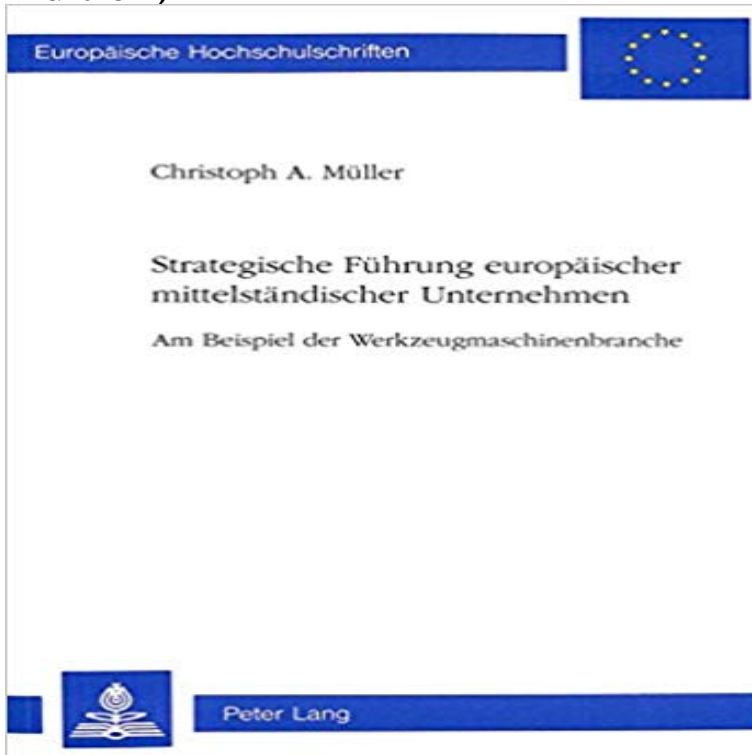 Europäische Hochschulschriften
Christoph A. Müller
Strategische Führung europäischer
mittelständischer Unternehmen
Am Beispiel der Werkzeugmaschinenbranche
Peter Lang